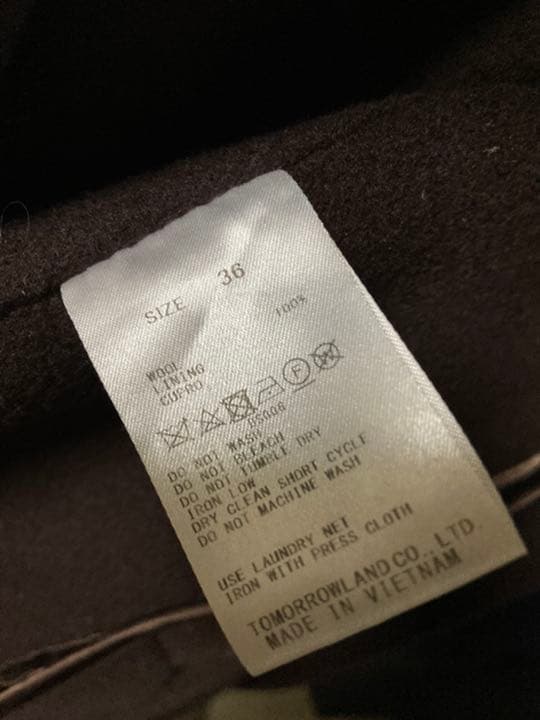 SIZE 36
WOOL 100%
LINING
CUPRO
DS006
DO NOT WASH
DO NOT BLEACH
DO NOT TUMBLE DRY
IRON LOW
DRY CLEAN SHORT CYCLE
DO NOT MACHINE WASH
USE LAUNDRY NET
IRON WITH PRESS CLOTH
TOMORROWLAND CO., LTD.
MADE IN VIETNAM